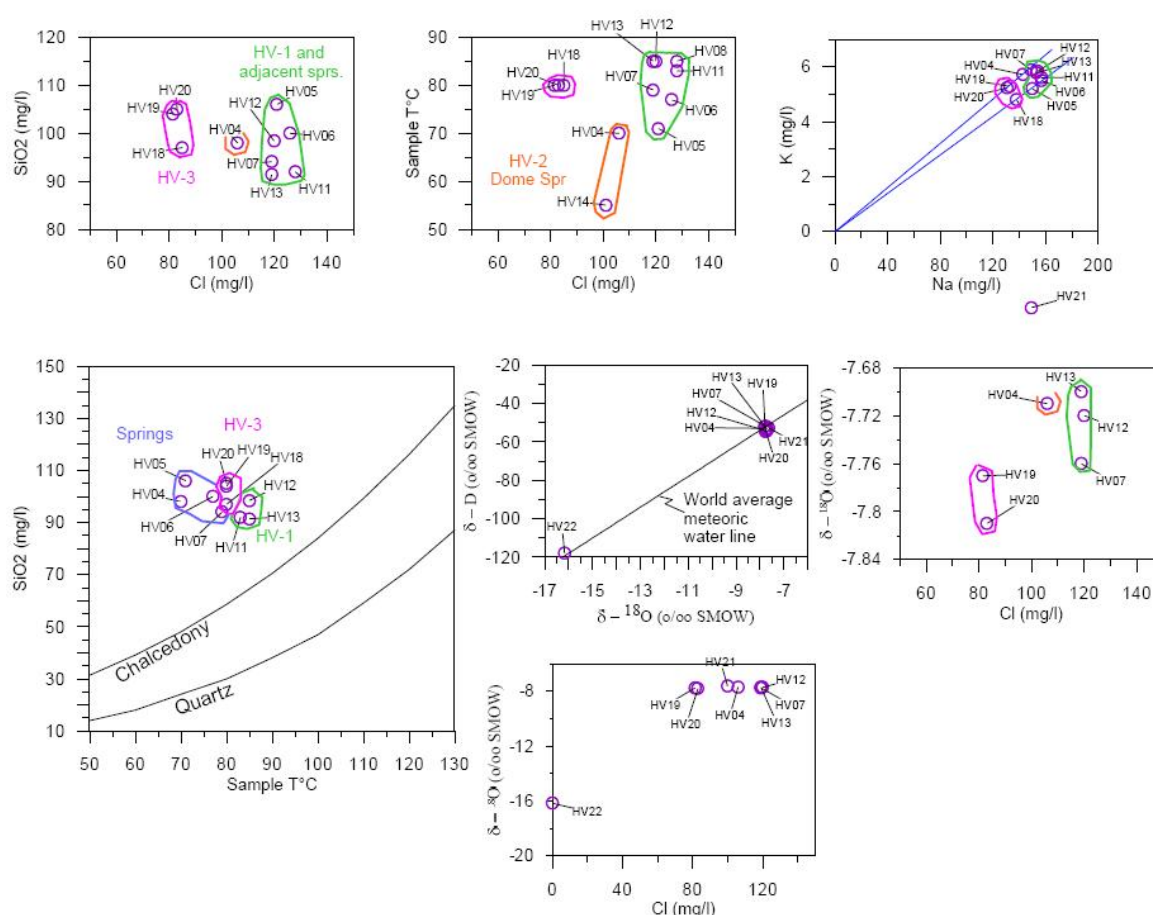 120
110
100
90
80
SiO2 (mg/l)
HV-1 and
adjacent sprs.
HV20
HV05
HV19
HV12
HV04
HV06
HV18
HV07
HV-3
HV13
HV11
60 80 100 120 140
Cl (mg/l)
90
80
70
60
50
Sample T°C
HV13
HV12
HV18
HV08
HV20
HV11
HV07
HV19
HV06
HV04
HV05
HV-2
Dome Spr
HV14
60 80 100 120 140
Cl (mg/l)
6
4
2
0
K (mg/l)
HV07
HV12
HV04
HV13
HV19
HV11
HV20
HV06
HV05
HV18
0 40 80 120 160 200
Na (mg/l)
HV21
150
130
110
90
70
50
30
10
SiO2 (mg/l)
HV-3
Springs
HV20
HV19
HV05
HV18
HV12
HV04
HV06
HV13
HV07
HV11
HV-1
Chalcedony
Quartz
50 60 70 80 90 100 110 120 130
Sample T°C
-20
-40
-60
-80
-100
-120
δ – D (o/oo SMOW)
HV13
HV19
HV07
HV12
HV04
HV21
HV20
World average
meteoric
water line
HV22
-17 -15 -13 -11 -9 -7
δ – 18O (o/oo SMOW)
-7.68
-7.72
-7.76
-7.8
-7.84
δ – 18O (o/oo SMOW)
HV13
HV04
HV12
HV19
HV07
HV20
60 80 100 120 140
Cl (mg/l)
-8
-12
-16
-20
δ – 18O (o/oo SMOW)
HV21
HV12
HV19
HV04
HV07
HV20
HV13
HV22
0 40 80 120
Cl (mg/l)